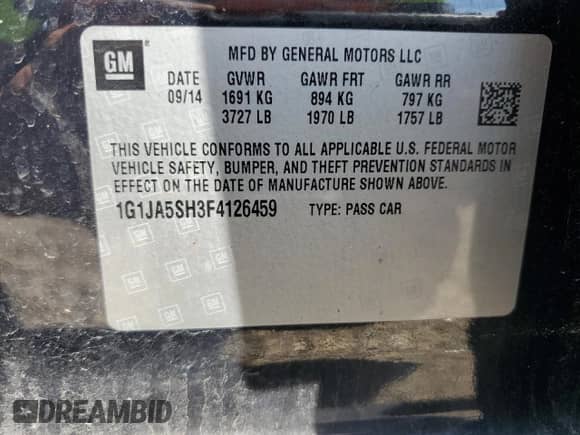 GM
MFD BY GENERAL MOTORS LLC
DATE GVWR GAWR FRT GAWR RR
09/14 1691 KG 894 KG 797 KG
3727 LB 1970 LB 1757 LB
THIS VEHICLE CONFORMS TO ALL APPLICABLE U.S. FEDERAL MOTOR
VEHICLE SAFETY, BUMPER, AND THEFT PREVENTION STANDARDS IN
EFFECT ON THE DATE OF MANUFACTURE SHOWN ABOVE.
1G1JA5SH3F4126459 TYPE: PASS CAR
DREAMBID